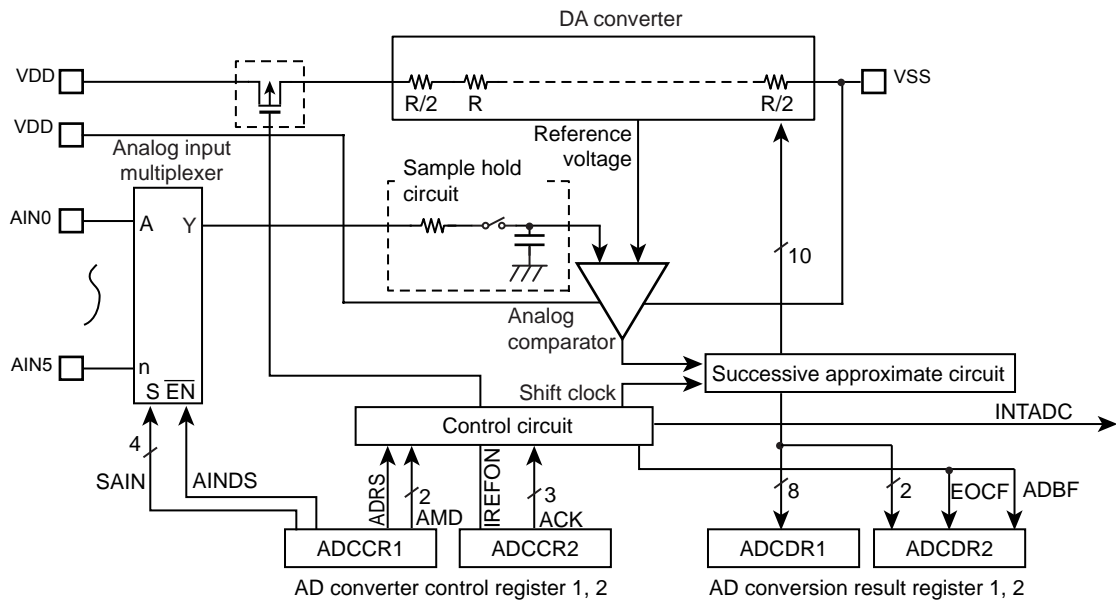 DA converter
VDD
R/2
R
R/2
VSS
VDD
Reference
voltage
Analog input
multiplexer
Sample hold
circuit
AIN0
A
Y
10
Analog
comparator
AIN5
n
S EN
Successive approximate circuit
Shift clock
INTADC
Control circuit
4
SAIN
AINDS
ADRS
2
AMD
IREFON
3
ACK
8
2
EOCF
ADBF
ADCCR1
ADCCR2
ADCDR1
ADCDR2
AD converter control register 1, 2
AD conversion result register 1, 2